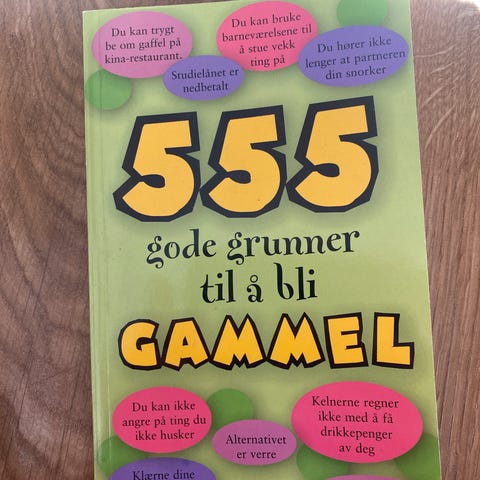 Du kan trygt
be om gaffel på
kina-restaurant.
Du kan bruke
barneværelsene til
å stue vekk
ting på
Du hører ikke
lenger at partneren
din snorker
Studielånet er
nedbetalt
555
gode grunner
til å bli
GAMMEL
Du kan ikke
angre på ting du
ikke husker
Alternativet
er verre
Kelnerne regner
ikke med å få
drikkepenger
av deg
Klærne dine